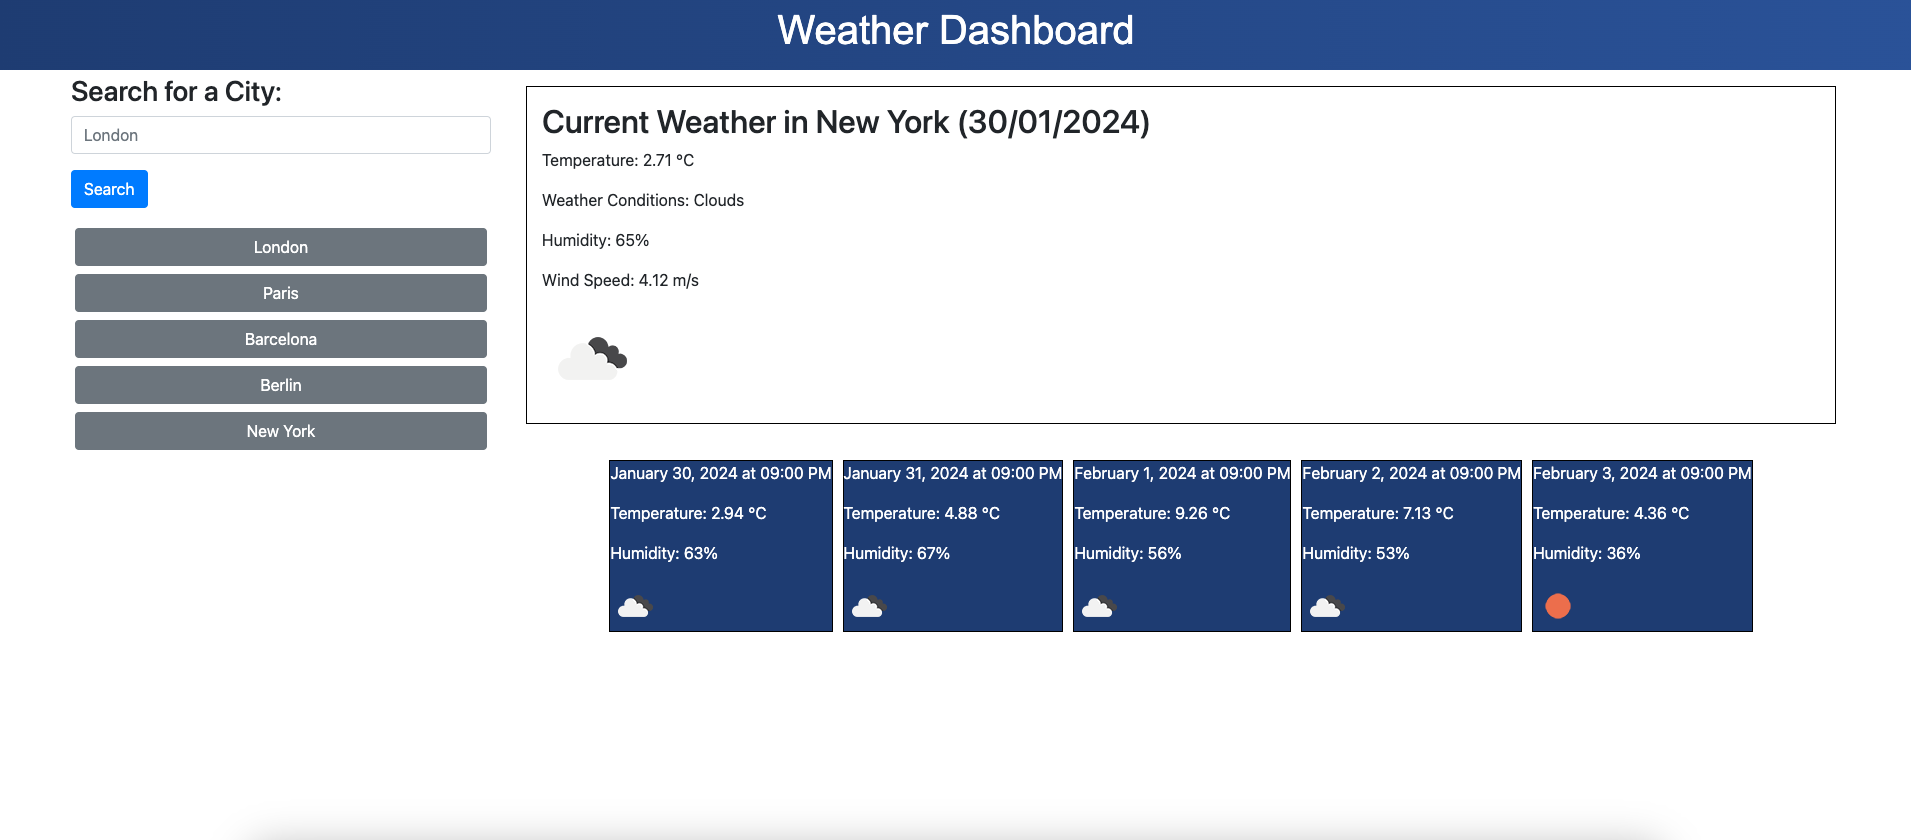 Weather Dashboard
Search for a City:
London
Search
London
Paris
Barcelona
Berlin
New York
Current Weather in New York (30/01/2024)
Temperature: 2.71 °C
Weather Conditions: Clouds
Humidity: 65%
Wind Speed: 4.12 m/s
January 30, 2024 at 09:00 PM
Temperature: 2.94 °C
Humidity: 63%
January 31, 2024 at 09:00 PM
Temperature: 4.88 °C
Humidity: 67%
February 1, 2024 at 09:00 PM
Temperature: 9.26 °C
Humidity: 56%
February 2, 2024 at 09:00 PM
Temperature: 7.13 °C
Humidity: 53%
February 3, 2024 at 09:00 PM
Temperature: 4.36 °C
Humidity: 36%